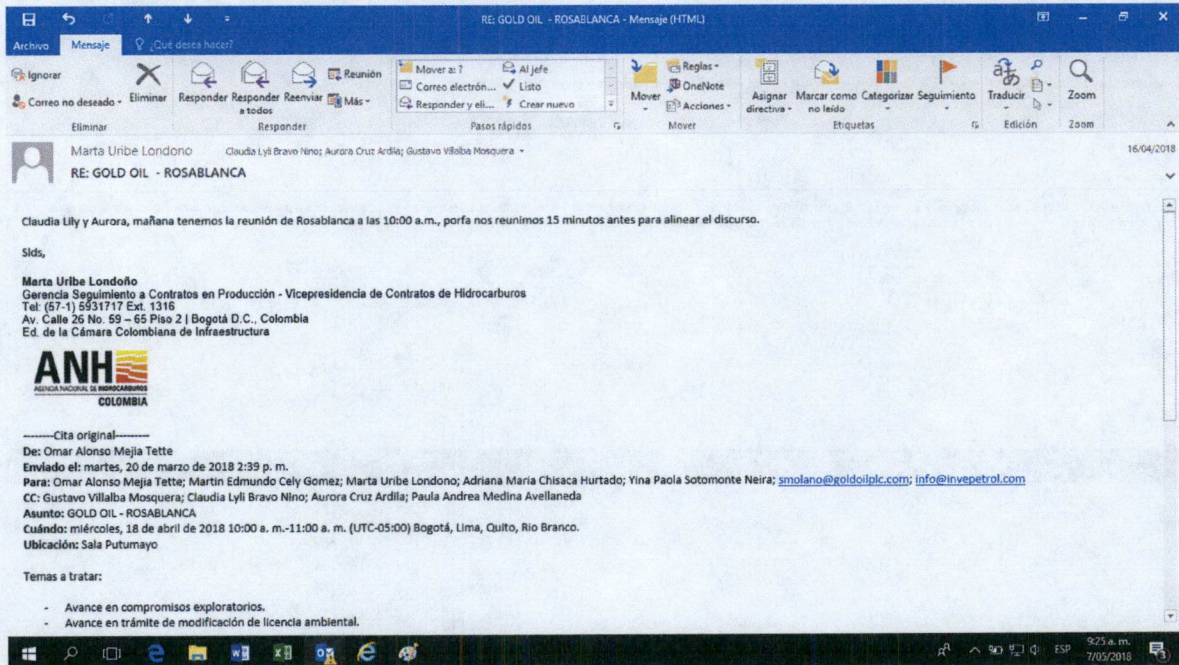 RE: GOLD OIL - ROSABLANCA - Mensaje (HTML)
Archivo Mensaje ¿Qué desea hacer?
Ignorar
Correo no deseado
Eliminar
Responder
Responder a todos
Reenviar
Reunión
Más
Mover a: ?
Correo electrón...
Responder y eli...
Al jefe
Listo
Crear nuevo
Mover
Reglas
OneNote
Acciones
Asignar directiva
Marcar como no leído
Categorizar
Seguimiento
Traducir
Zoom
Eliminar Responder Pasos rápidos Mover Etiquetas Edición Zoom
Marta Uribe Londono Claudia Lyli Bravo Nino; Aurora Cruz Ardila; Gustavo Villalba Mosquera
16/04/2018
RE: GOLD OIL - ROSABLANCA
Claudia Lily y Aurora, mañana tenemos la reunión de Rosablanca a las 10:00 a.m., porfa nos reunimos 15 minutos antes para alinear el discurso.
Slds,
Marta Uribe Londoño
Gerencia Seguimiento a Contratos en Producción - Vicepresidencia de Contratos de Hidrocarburos
Tel: (57-1) 5931717 Ext. 1316
Av. Calle 26 No. 59 – 65 Piso 2 | Bogotá D.C., Colombia
Ed. de la Cámara Colombiana de Infraestructura
ANH
AGENCIA NACIONAL DE HIDROCARBUROS
COLOMBIA
--------Cita original---------
De: Omar Alonso Mejia Tette
Enviado el: martes, 20 de marzo de 2018 2:39 p. m.
Para: Omar Alonso Mejia Tette; Martin Edmundo Cely Gomez; Marta Uribe Londono; Adriana Maria Chisaca Hurtado; Yina Paola Sotomonte Neira; smolano@goldoilplc.com; info@invepetrol.com
CC: Gustavo Villalba Mosquera; Claudia Lyli Bravo Nino; Aurora Cruz Ardila; Paula Andrea Medina Avellaneda
Asunto: GOLD OIL - ROSABLANCA
Cuándo: miércoles, 18 de abril de 2018 10:00 a. m.-11:00 a. m. (UTC-05:00) Bogotá, Lima, Quito, Rio Branco.
Ubicación: Sala Putumayo
Temas a tratar:
- Avance en compromisos exploratorios.
- Avance en trámite de modificación de licencia ambiental.
ESP
9:25 a. m.
7/05/2018